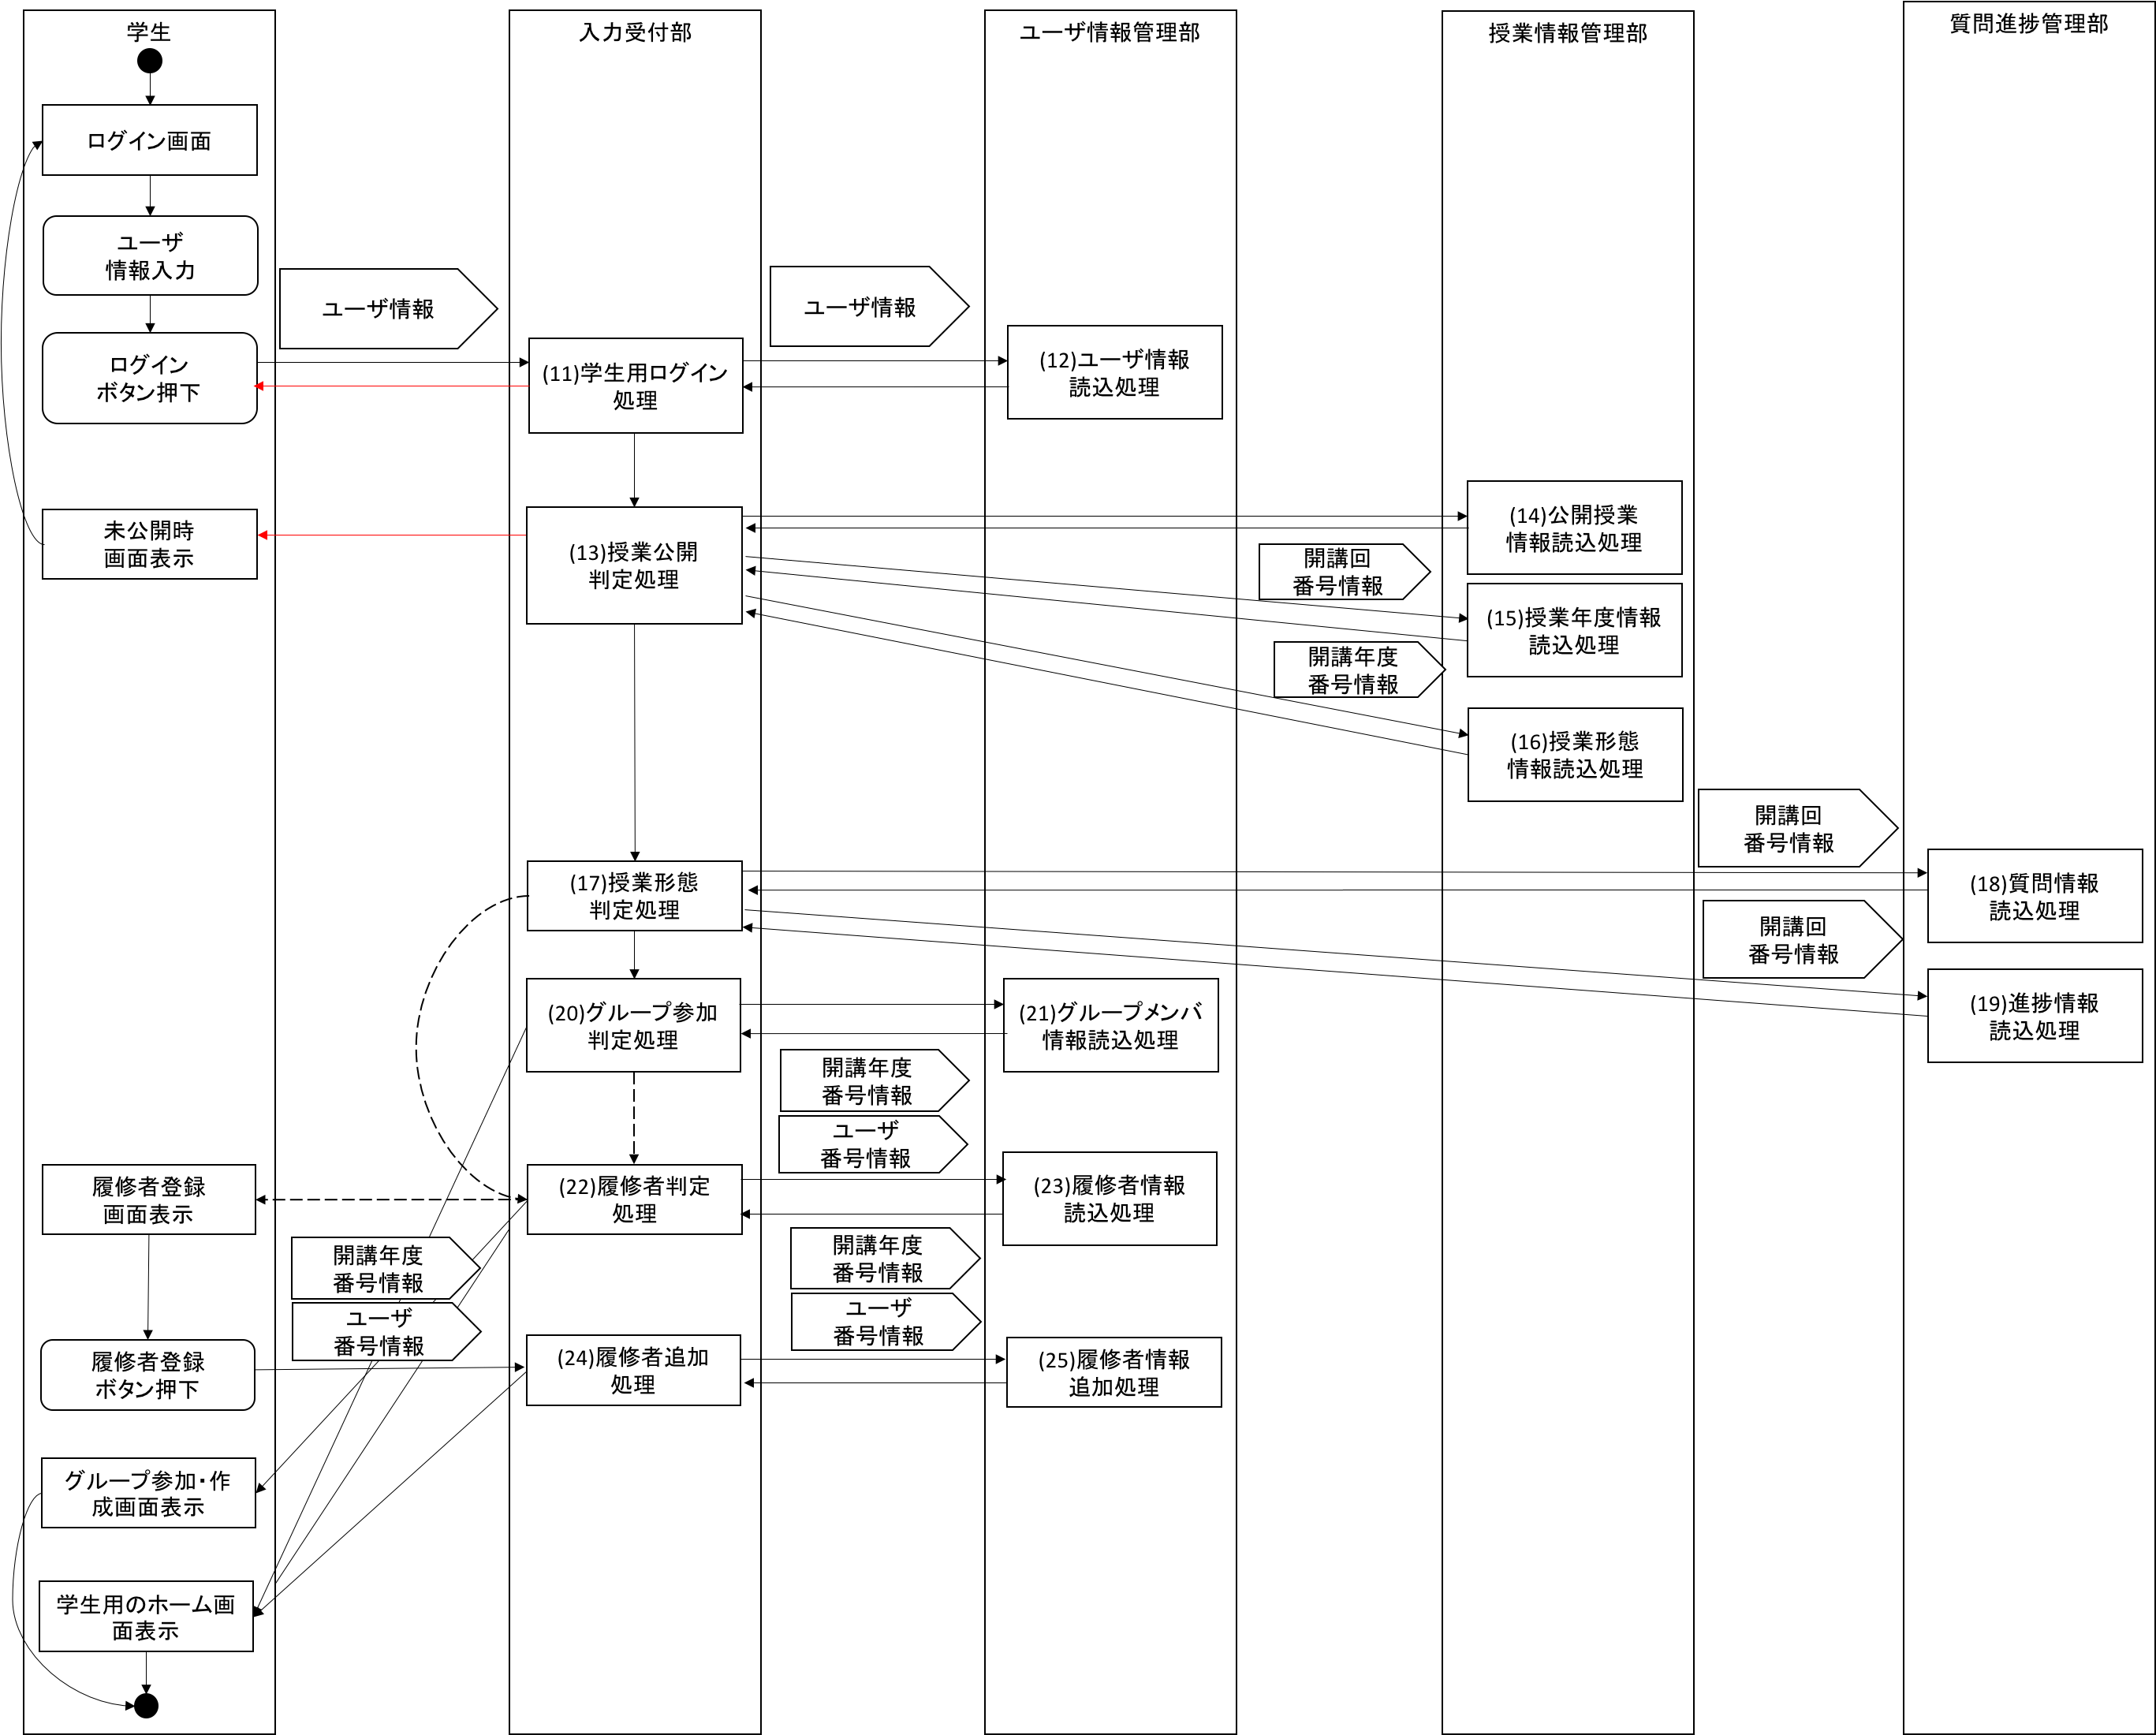 学生
入力受付部
ユーザ情報管理部
授業情報管理部
質問進捗管理部
ログイン画面
ユーザ
情報入力
ログイン
ボタン押下
ユーザ情報
(11)学生用ログイン
処理
ユーザ情報
(12)ユーザ情報
読込処理
未公開時
画面表示
(13)授業公開
判定処理
(14)公開授業
情報読込処理
開講回
番号情報
(15)授業年度情報
読込処理
開講年度
番号情報
(16)授業形態
情報読込処理
開講回
番号情報
(17)授業形態
判定処理
(18)質問情報
読込処理
開講回
番号情報
(19)進捗情報
読込処理
(20)グループ参加
判定処理
(21)グループメンバ
情報読込処理
開講年度
番号情報
ユーザ
番号情報
履修者登録
画面表示
(22)履修者判定
処理
(23)履修者情報
読込処理
開講年度
番号情報
ユーザ
番号情報
開講年度
番号情報
ユーザ
番号情報
履修者登録
ボタン押下
(24)履修者追加
処理
(25)履修者情報
追加処理
グループ参加・作
成画面表示
学生用のホーム画
面表示